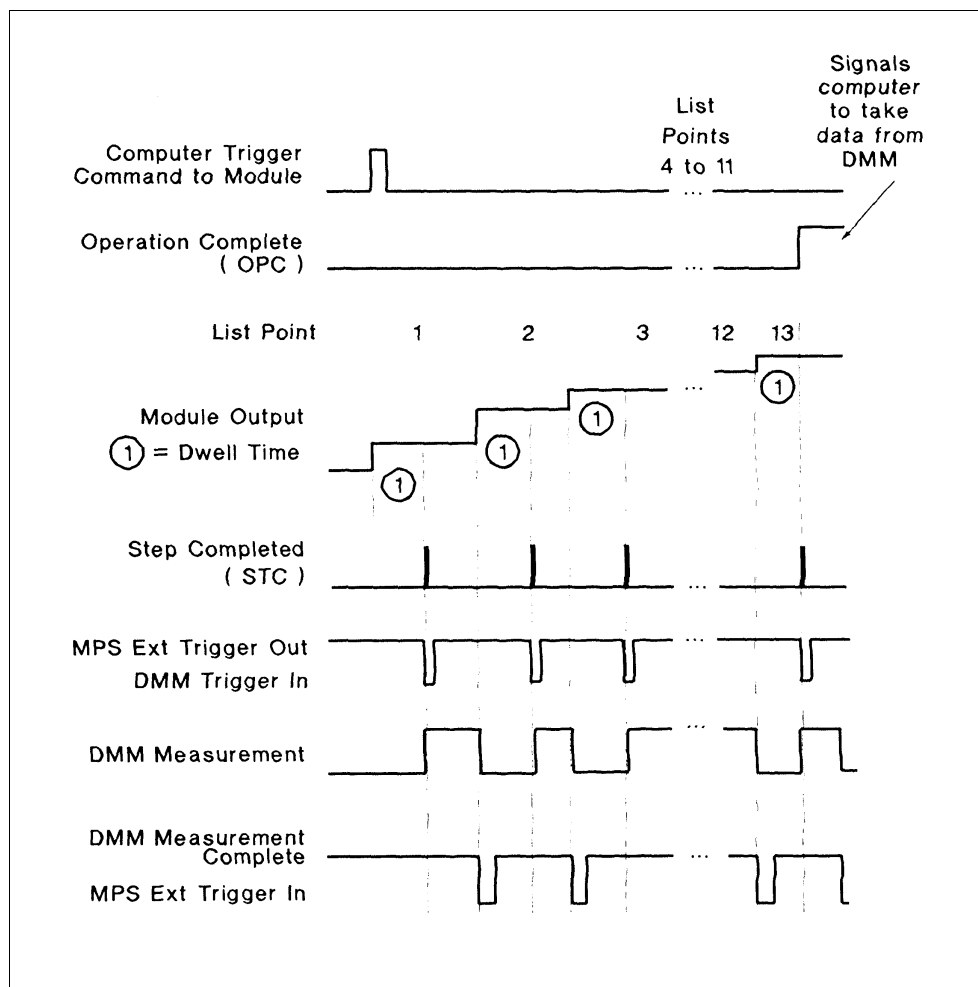 Signals
computer
to take
data from
DMM
List
Points
4 to 11
Computer Trigger
Command to Module
...
Operation Complete
( OPC )
...
List Point 1 2 3 12 13
Module Output
1 = Dwell Time
...
1
1
1
1
Step Completed
( STC )
...
MPS Ext Trigger Out
DMM Trigger In
...
DMM Measurement
...
DMM Measurement
Complete
...
MPS Ext Trigger In